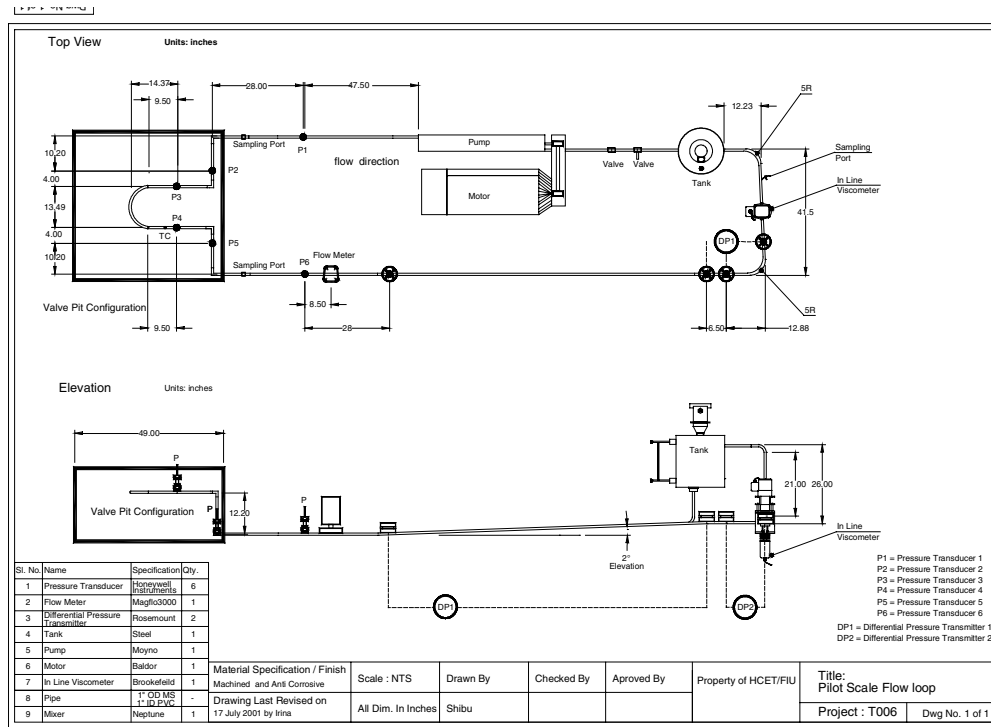 Top View
Units: inches
14.37
9.50
28.00
47.50
12.23
5R
Sampling Port
P1
flow direction
Pump
Valve
Valve
Tank
Sampling
Port
In Line
Viscometer
Motor
10.20
4.00
13.49
4.00
10.20
P2
P3
P4
TC
P5
41.5
DP1
Sampling Port
P6
Flow Meter
8.50
28
6.50
12.88
5R
Valve Pit Configuration
9.50
Elevation
Units: inches
49.00
P
P
Valve Pit Configuration
12.20
P
Tank
21.00
26.00
2°
Elevation
In Line
Viscometer
DP1
DP2
P1 = Pressure Transducer 1
P2 = Pressure Transducer 2
P3 = Pressure Transducer 3
P4 = Pressure Transducer 4
P5 = Pressure Transducer 5
P6 = Pressure Transducer 6
DP1 = Differential Pressure Transmitter 1
DP2 = Differential Pressure Transmitter 2
Sl. No. Name Specification Qty.
1 Pressure Transducer Honeywell Instruments 6
2 Flow Meter Magflo3000 1
3 Differential Pressure Transmitter Rosemount 2
4 Tank Steel 1
5 Pump Moyno 1
6 Motor Baldor 1
7 In Line Viscometer Brookefeild 1
8 Pipe 1" OD MS 1" ID PVC -
9 Mixer Neptune 1
Material Specification / Finish
Machined and Anti Corrosive
Drawing Last Revised on
17 July 2001 by Irina
Scale : NTS
All Dim. In Inches
Drawn By
Shibu
Checked By
Aproved By
Property of HCET/FIU
Title:
Pilot Scale Flow loop
Project : T006
Dwg No. 1 of 1